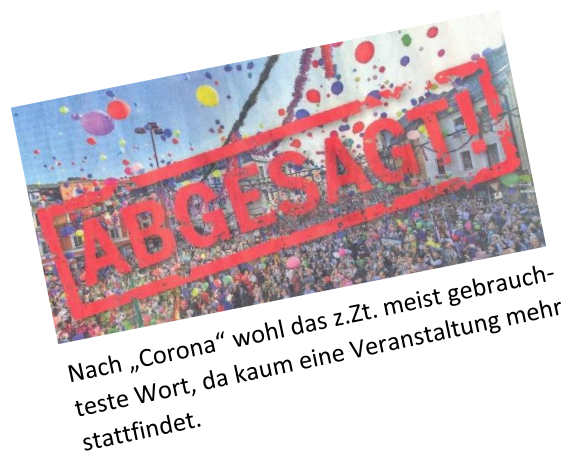 ABGESAGT!
Nach „Corona“ wohl das z.Zt. meist gebrauch-
teste Wort, da kaum eine Veranstaltung mehr
stattfindet.